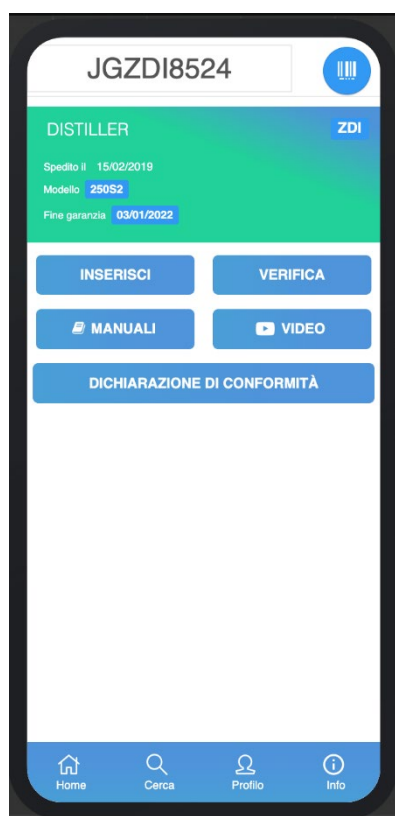 JGZDI8524
DISTILLER ZDI
Spedito il 15/02/2019
Modello 250S2
Fine garanzia 03/01/2022
INSERISCI VERIFICA
MANUALI VIDEO
DICHIARAZIONE DI CONFORMITÀ
Home Cerca Profilo Info